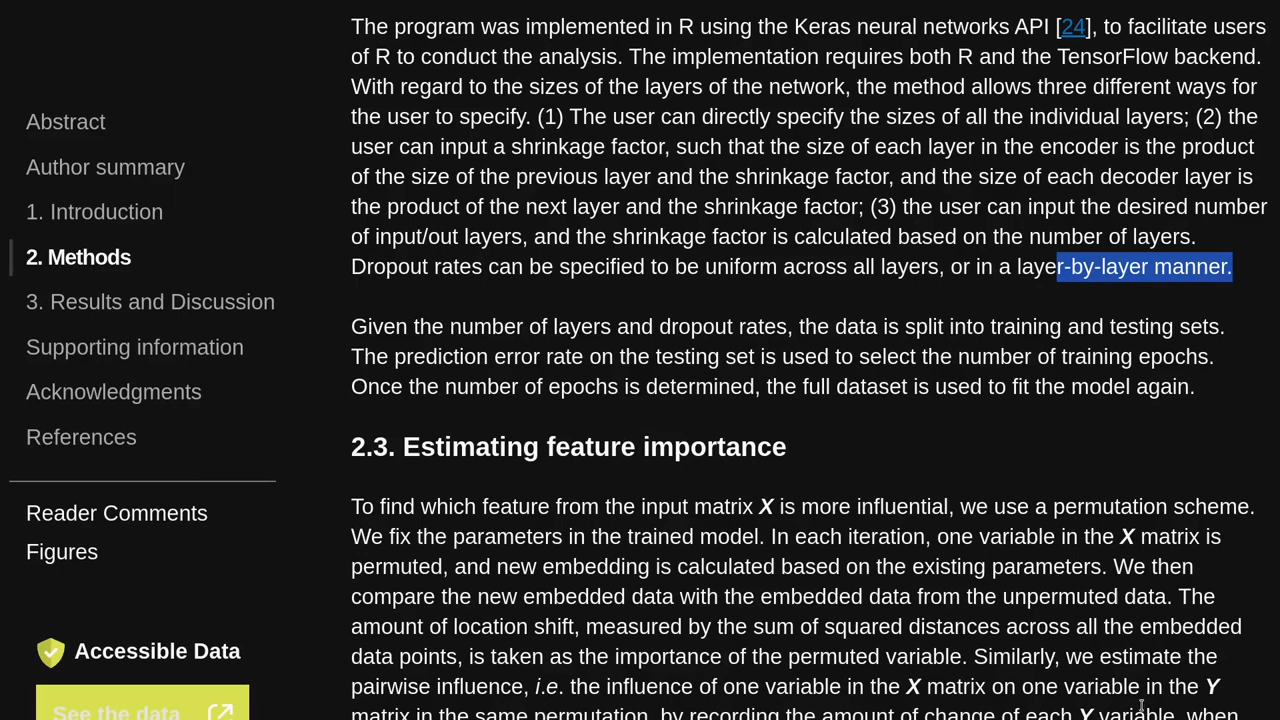 Abstract
Author summary
1. Introduction
2. Methods
3. Results and Discussion
Supporting information
Acknowledgments
References
Reader Comments
Figures
Accessible Data
See the data
The program was implemented in R using the Keras neural networks API [24], to facilitate users
of R to conduct the analysis. The implementation requires both R and the TensorFlow backend.
With regard to the sizes of the layers of the network, the method allows three different ways for
the user to specify. (1) The user can directly specify the sizes of all the individual layers; (2) the
user can input a shrinkage factor, such that the size of each layer in the encoder is the product
of the size of the previous layer and the shrinkage factor, and the size of each decoder layer is
the product of the next layer and the shrinkage factor; (3) the user can input the desired number
of input/out layers, and the shrinkage factor is calculated based on the number of layers.
Dropout rates can be specified to be uniform across all layers, or in a layer-by-layer manner.
Given the number of layers and dropout rates, the data is split into training and testing sets.
The prediction error rate on the testing set is used to select the number of training epochs.
Once the number of epochs is determined, the full dataset is used to fit the model again.
2.3. Estimating feature importance
To find which feature from the input matrix X is more influential, we use a permutation scheme.
We fix the parameters in the trained model. In each iteration, one variable in the X matrix is
permuted, and new embedding is calculated based on the existing parameters. We then
compare the new embedded data with the embedded data from the unpermuted data. The
amount of location shift, measured by the sum of squared distances across all the embedded
data points, is taken as the importance of the permuted variable. Similarly, we estimate the
pairwise influence, i.e. the influence of one variable in the X matrix on one variable in the Y
matrix in the same permutation, by recording the amount of change of each Y variable, when